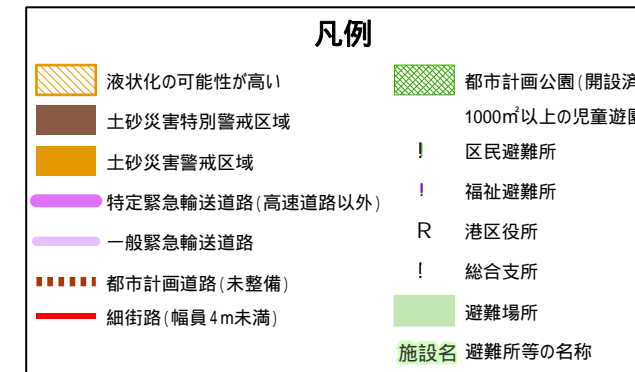 凡例
液状化の可能性が高い
土砂災害特別警戒区域
土砂災害警戒区域
特定緊急輸送道路(高速道路以外)
一般緊急輸送道路
都市計画道路(未整備)
細街路(幅員4m未満)
都市計画公園(開設済
1000㎡以上の児童遊園
! 区民避難所
! 福祉避難所
R 港区役所
! 総合支所
避難場所
施設名 避難所等の名称